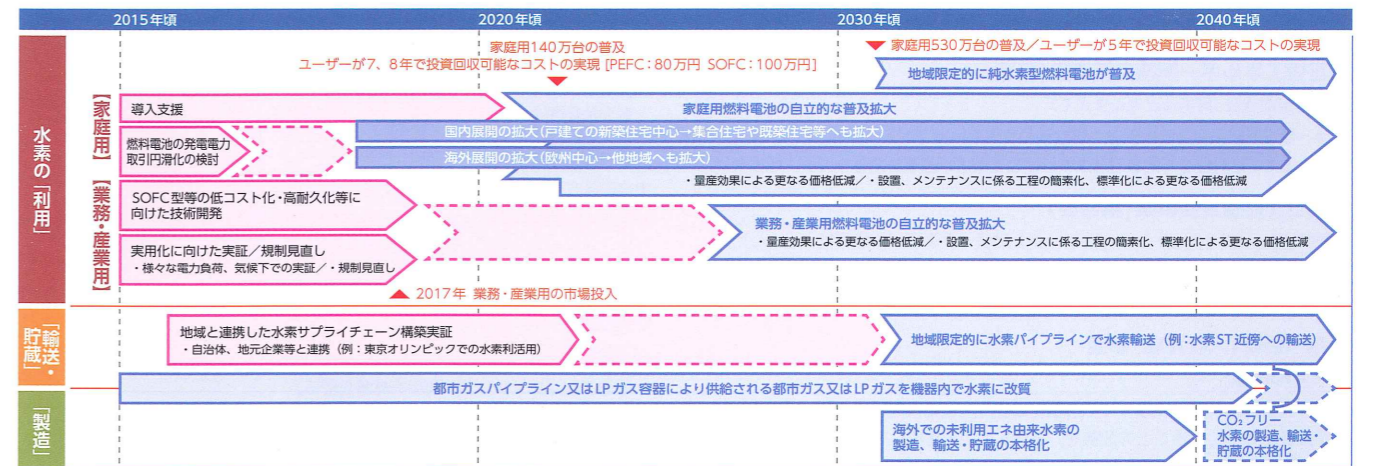 2015年頃
2020年頃
2030年頃
2040年頃
水素の「利用」
【家庭用】
【業務・産業用】
家庭用140万台の普及
ユーザーが7、8年で投資回収可能なコストの実現 [PEFC:80万円 SOFC:100万円]
家庭用530万台の普及/ユーザーが5年で投資回収可能なコストの実現
地域限定的に純水素型燃料電池が普及
導入支援
家庭用燃料電池の自立的な普及拡大
燃料電池の発電電力
取引円滑化の検討
国内展開の拡大(戸建ての新築住宅中心→集合住宅や既築住宅等へも拡大)
海外展開の拡大(欧州中心→他地域へも拡大)
・量産効果による更なる価格低減/・設置、メンテナンスに係る工程の簡素化、標準化による更なる価格低減
SOFC型等の低コスト化・高耐久化等に
向けた技術開発
業務・産業用燃料電池の自立的な普及拡大
・量産効果による更なる価格低減/・設置、メンテナンスに係る工程の簡素化、標準化による更なる価格低減
実用化に向けた実証/規制見直し
・様々な電力負荷、気候下での実証/・規制見直し
2017年 業務・産業用の市場投入
「輸送・
貯蔵」
地域と連携した水素サプライチェーン構築実証
・自治体、地元企業等と連携(例:東京オリンピックでの水素利活用)
地域限定的に水素パイプラインで水素輸送(例:水素ST近傍への輸送)
都市ガスパイプライン又はLPガス容器により供給される都市ガス又はLPガスを機器内で水素に改質
「製造」
海外での未利用エネ由来水素の
製造、輸送・貯蔵の本格化
CO₂フリー
水素の製造、輸送・
貯蔵の本格化